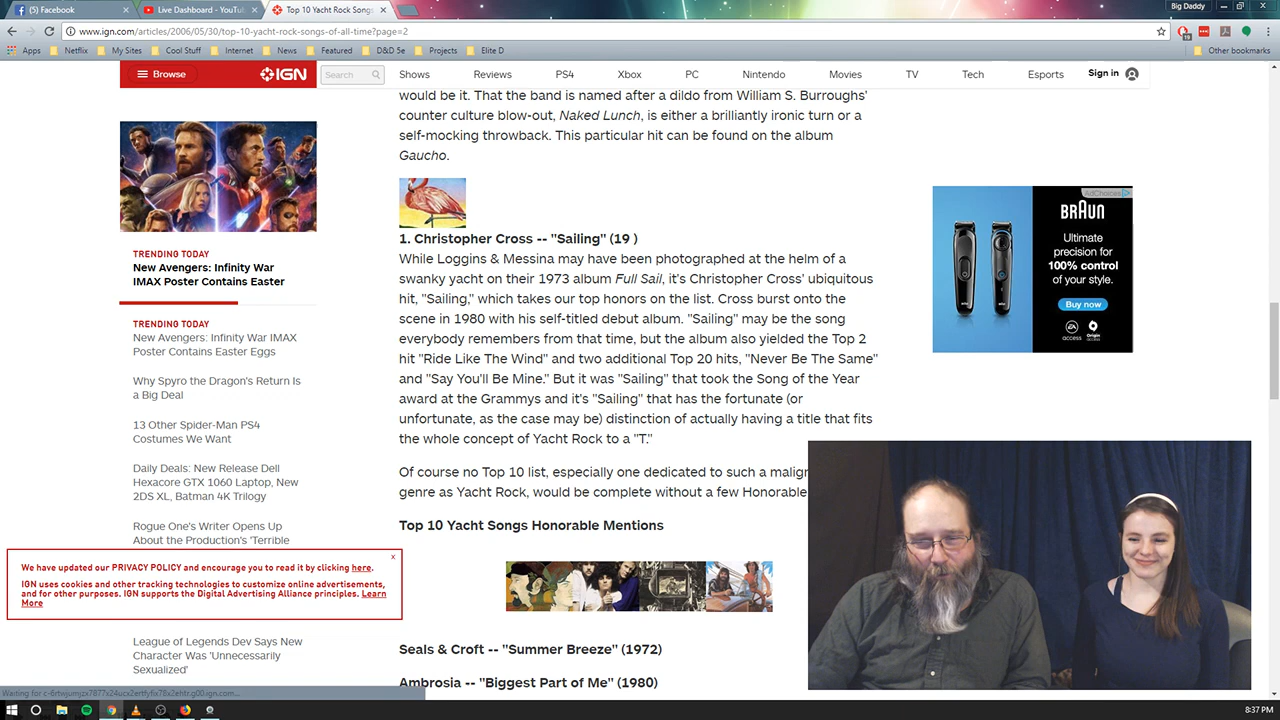 (5) Facebook
Live Dashboard - YouTu
Top 10 Yacht Rock Songs
Big Daddy
www.ign.com/articles/2006/05/30/top-10-yacht-rock-songs-of-all-time?page=2
Apps
Netflix
My Sites
Cool Stuff
Internet
News
Featured
D&D 5e
Projects
Elite D
Other bookmarks
Browse
IGN
Search
Shows
Reviews
PS4
Xbox
PC
Nintendo
Movies
TV
Tech
Esports
Sign in
would be it. That the band is named after a dildo from William S. Burroughs'
counter culture blow-out, Naked Lunch, is either a brilliantly ironic turn or a
self-mocking throwback. This particular hit can be found on the album
Gaucho.
1. Christopher Cross -- "Sailing" (19 )
While Loggins & Messina may have been photographed at the helm of a
swanky yacht on their 1973 album Full Sail, it's Christopher Cross' ubiquitous
hit, "Sailing," which takes our top honors on the list. Cross burst onto the
scene in 1980 with his self-titled debut album. "Sailing" may be the song
everybody remembers from that time, but the album also yielded the Top 2
hit "Ride Like The Wind" and two additional Top 20 hits, "Never Be The Same"
and "Say You'll Be Mine." But it was "Sailing" that took the Song of the Year
award at the Grammys and it's "Sailing" that has the fortunate (or
unfortunate, as the case may be) distinction of actually having a title that fits
the whole concept of Yacht Rock to a "T."
Of course no Top 10 list, especially one dedicated to such a malign
genre as Yacht Rock, would be complete without a few Honorable
Top 10 Yacht Songs Honorable Mentions
Seals & Croft -- "Summer Breeze" (1972)
Ambrosia -- "Biggest Part of Me" (1980)
TRENDING TODAY
New Avengers: Infinity War
IMAX Poster Contains Easter
TRENDING TODAY
New Avengers: Infinity War IMAX
Poster Contains Easter Eggs
Why Spyro the Dragon's Return Is
a Big Deal
13 Other Spider-Man PS4
Costumes We Want
Daily Deals: New Release Dell
Hexacore GTX 1060 Laptop, New
2DS XL, Batman 4K Trilogy
Rogue One's Writer Opens Up
About the Production's 'Terrible
We have updated our PRIVACY POLICY and encourage you to read it by clicking here.
x
IGN uses cookies and other tracking technologies to customize online advertisements,
and for other purposes. IGN supports the Digital Advertising Alliance principles. Learn
More
League of Legends Dev Says New
Character Was 'Unnecessarily
Sexualized'
AdChoices
BRAUN
Ultimate
precision for
100% control
of your style.
Buy now
EA
access
Origin
access
8:37 PM